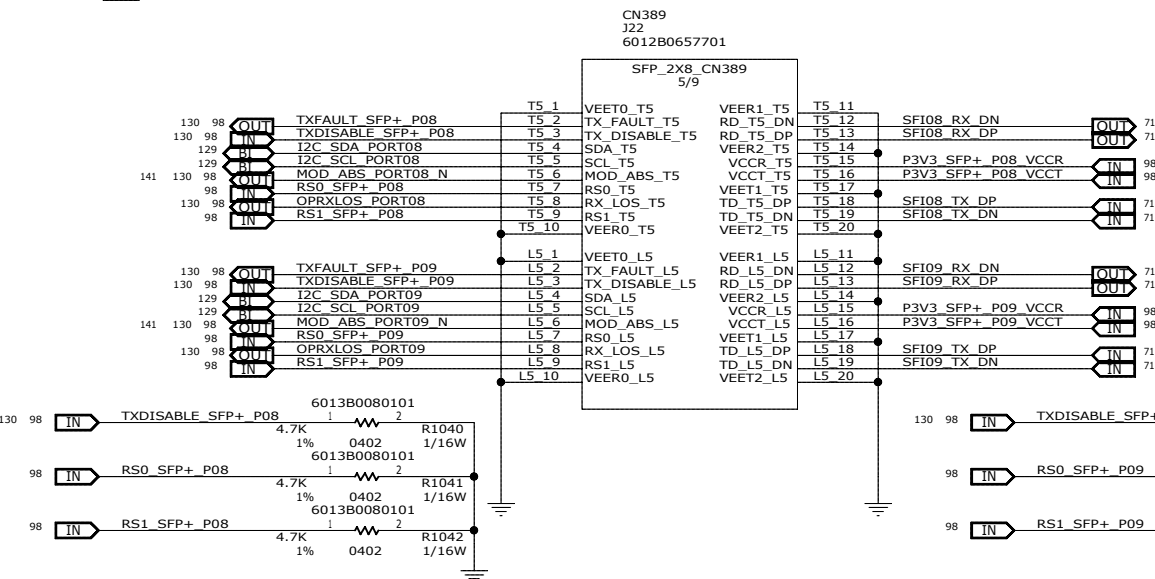 CN389
J22
6012B0657701
SFP_2X8_CN389
5/9
T5_1 VEET0_T5 VEER1_T5 T5_11
130 98 OUT TXFAULT_SFP+_P08 T5_2 TX_FAULT_T5 RD_T5_DN T5_12 SFI08_RX_DN OUT 71
130 98 IN TXDISABLE_SFP+_P08 T5_3 TX_DISABLE_T5 RD_T5_DP T5_13 SFI08_RX_DP OUT 71
129 BI I2C_SDA_PORT08 T5_4 SDA_T5 VEER2_T5 T5_14
129 BI I2C_SCL_PORT08 T5_5 SCL_T5 VCCR_T5 T5_15 P3V3_SFP+_P08_VCCR IN 98
141 130 98 OUT MOD_ABS_PORT08_N T5_6 MOD_ABS_T5 VCCT_T5 T5_16 P3V3_SFP+_P08_VCCT IN 98
98 IN RS0_SFP+_P08 T5_7 RS0_T5 VEET1_T5 T5_17
130 98 OUT OPRXLOS_PORT08 T5_8 RX_LOS_T5 TD_T5_DP T5_18 SFI08_TX_DP IN 71
98 IN RS1_SFP+_P08 T5_9 RS1_T5 TD_T5_DN T5_19 SFI08_TX_DN IN 71
T5_10 VEER0_T5 VEET2_T5 T5_20
L5_1 VEET0_L5 VEER1_L5 L5_11
130 98 OUT TXFAULT_SFP+_P09 L5_2 TX_FAULT_L5 RD_L5_DN L5_12 SFI09_RX_DN OUT 71
130 98 IN TXDISABLE_SFP+_P09 L5_3 TX_DISABLE_L5 RD_L5_DP L5_13 SFI09_RX_DP OUT 71
129 BI I2C_SDA_PORT09 L5_4 SDA_L5 VEER2_L5 L5_14
129 BI I2C_SCL_PORT09 L5_5 SCL_L5 VCCR_L5 L5_15 P3V3_SFP+_P09_VCCR IN 98
141 130 98 OUT MOD_ABS_PORT09_N L5_6 MOD_ABS_L5 VCCT_L5 L5_16 P3V3_SFP+_P09_VCCT IN 98
98 IN RS0_SFP+_P09 L5_7 RS0_L5 VEET1_L5 L5_17
130 98 OUT OPRXLOS_PORT09 L5_8 RX_LOS_L5 TD_L5_DP L5_18 SFI09_TX_DP IN 71
98 IN RS1_SFP+_P09 L5_9 RS1_L5 TD_L5_DN L5_19 SFI09_TX_DN IN 71
L5_10 VEER0_L5 VEET2_L5 L5_20
6013B0080101
130 98 IN TXDISABLE_SFP+_P08 1 2 130 98 IN TXDISABLE_SFP+
4.7K R1040
1% 0402 1/16W
6013B0080101
98 IN RS0_SFP+_P08 1 2 98 IN RS0_SFP+_P09
4.7K R1041
1% 0402 1/16W
6013B0080101
98 IN RS1_SFP+_P08 1 2 98 IN RS1_SFP+_P09
4.7K R1042
1% 0402 1/16W